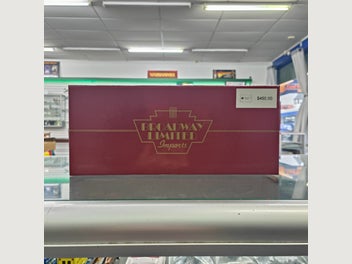 $450.00
BROADWAY
LIMITED
Imports